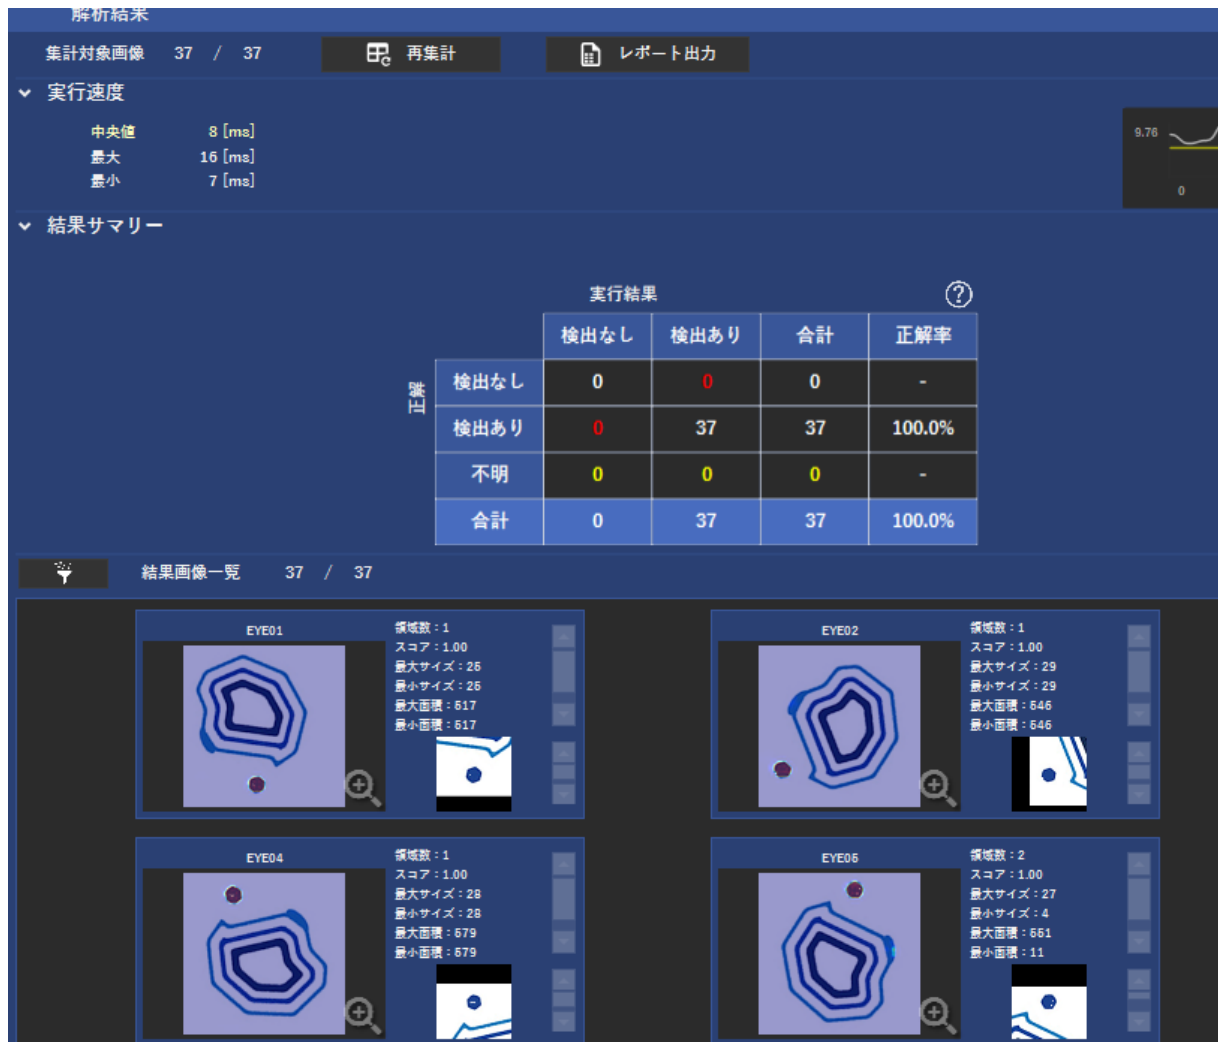 解析結果
集計対象画像 37 / 37 再集計 レポート出力
実行速度
中央値 8 [ms]
最大 16 [ms]
最小 7 [ms]
9.76
0
結果サマリー
実行結果 ?
検出なし 検出あり 合計 正解率
正解
検出なし 0 0 0 -
検出あり 0 37 37 100.0%
不明 0 0 0 -
合計 0 37 37 100.0%
結果画像一覧 37 / 37
EYE01
領域数:1
スコア:1.00
最大サイズ:25
最小サイズ:25
最大面積:517
最小面積:517
EYE02
領域数:1
スコア:1.00
最大サイズ:29
最小サイズ:29
最大面積:546
最小面積:546
EYE04
領域数:1
スコア:1.00
最大サイズ:28
最小サイズ:28
最大面積:579
最小面積:579
EYE05
領域数:2
スコア:1.00
最大サイズ:27
最小サイズ:4
最大面積:551
最小面積:11